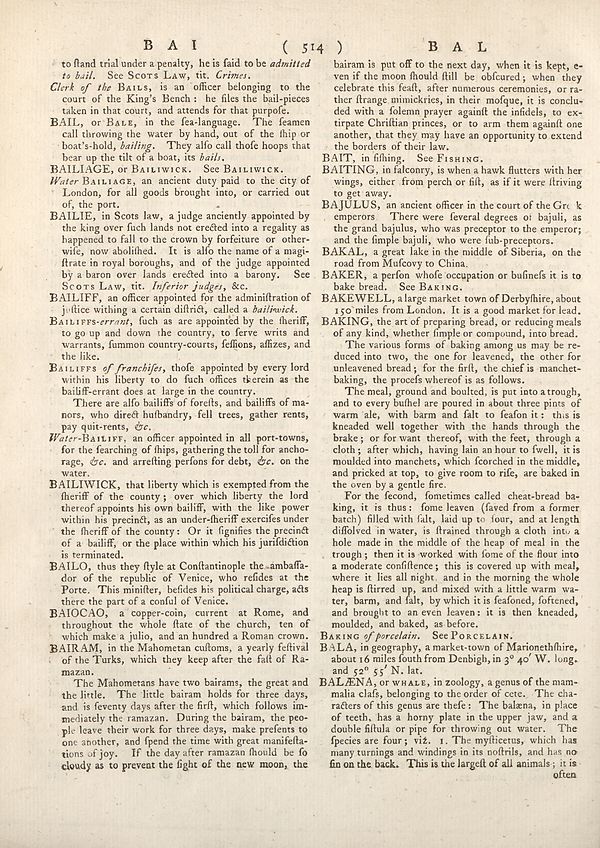 B A I ( 514 ) B A L
to ſtand trial under a penalty, he is ſaid to be admitted
to bail. See SCOTS LAW, tit. Crimes.
Clerk of the BAILS, is an officer belonging to the
court of the King's Bench: he files the bail-pieces
taken in that court, and attends for that purpoſe.
BAIL, or BALE, in the ſea-language. The ſeamen
call throwing the water by hand, out of the ſhip or
boat's-hold, bailing. They alſo call thoſe hoops that
bear up the tilt of a boat, its bails.
BAILIAGE, or BAILIWICK. See BAILIWICK.
Water BAILIAGE, an ancient duty paid to the city of
London, for all goods brought into, or carried out
of, the port.
BAILIE, in Scots law, a judge anciently appointed by
the king over ſuch lands not erected into a regality as
happened to fall to the crown by forfeiture or other-
wiſe, now aboliſhed. It is alſo the name of a magi-
ſtrate in royal boroughs, and of the judge appointed
by a baron over lands erected into a barony. See
SCOTS LAW, tit. Inferior judges, &c.
BAILIFF, an officer appointed for the adminiſtration of
juſtice withing a certain diſtrict, called a bailiwick.
BAILIFFS-errant, ſuch as are appointed by the ſheriff,
to go up and down the country, to ſerve writs and
warrants, ſummon country-courts, ſeſſions, aſſizes, and
the like.
BAILIFFS of franchiſes, thoſe appointed by every lord
within his liberty to do ſuch offices therein as the
bailiff-errant does at large in the country.
There are alſo bailiffs of foreſts, and bailiffs of ma-
nors, who direct huſbandry, fell trees, gather rents,
pay quit-rents, &c.
Water-BAILIFF, an officer appointed in all port-towns,
for the ſearching of ſhips, gathering the toll for ancho-
rage, &c. and arreſting perſons for debt, &c. on the
water.
BAILIWICK, that liberty which is exempted from the
ſheriff of the county; over which liberty the lord
thereof appoints his own bailiff, with the like power
within his precinct, as an under-ſheriff exerciſes under
the ſheriff of the county: Or it ſignifies the precinct
of a bailiff, or the place within which his juriſdiction
is terminated.
BAILO, thus they ſtyle at Conſtantinople the ambaſſa-
dor of the republic of Venice, who reſides at the
Porte. This miniſter, beſides his political charge, acts
there the part of a conſul of Venice.
BAIOCAO, a copper-coin, current at Rome, and
throughout the whole ſtate of the church, ten of
which make a julio, and an hundred a Roman crown.
BAIRAM, in the Mahometan cuſtoms, a yearly feſtival
of the Turks, which they keep after the faſt of Ra-
mazan.
The Mahometans have two bairams, the great and
the little. The little bairam holds for three days,
and is ſeventy days after the firſt, which follows im-
mediately the ramazan. During the bairam, the peo-
ple leave their work for three days, make preſents to
one another, and ſpend the time with great manifeſta-
tions of joy. If the day after ramazan ſhould be ſo
cloudy as to prevent the ſight of the new moon, the
bairam is put off to the next day, when it is kept, e-
ven if the moon ſhould ſtill be obſcured; when they
celebrate this feaſt, after numerous ceremonies, or ra-
ther ſtrange mimickries, in their moſque, it is conclu-
ded with a ſolemn prayer againſt the infidels, to ex-
tirpate Chriſtian princes, or to arm them againſt one
another, that they may have an opportunity to extend
the borders of their law.
BAIT, in fiſhing. See FISHING.
BAITING, in falconry, is when a hawk flutters with her
wings, either from perch or fiſt, as if it were ſtriving
to get away.
BAJULUS, an ancient officer in the court of the Gre k
emperors There were ſeveral degrees of bajuli, as
the grand bajulus, who was preceptor to the emperor;
and the ſimple bajuli, who were ſub-preceptors.
BAKAL, a great lake in the middle of Siberia, on the
road from Muſcovy to China.
BAKER, a perſon whoſe occupation or buſineſs it is to
bake bread. See BAKING.
BAKEWELL, a large market town of Derbyſhire, about
150 miles from London. It is a good market for lead.
BAKING, the art of preparing bread, or reducing meals
of any kind, whether ſimple or compound, into bread.
The various forms of baking among us may be re-
duced into two, the one for leavened, the other for
unleavened bread; for the firſt, the chief is manchet-
baking, the proceſs whereof is as follows.
The meal, ground and boulted, is put into a trough,
and to every buſhel are poured in about three pints of
warm ale, with barm and ſalt to ſeaſon it: this is
kneaded well together with the hands through the
brake; or for want thereof, with the feet, through a
cloth; after which, having lain an hour to ſwell, it is
moulded into manchets, which ſcorched in the middle,
and pricked at top, to give room to riſe, are baked in
the oven by a gentle fire.
For the ſecond, ſometimes called cheat-bread ba-
king, it is thus: ſome leaven (ſaved from a former
batch) filled with ſalt, laid up to ſour, and at length
diſſolved in water, is ſtrained through a cloth into a
hole made in the middle of the heap of meal in the
trough; then it is worked with ſome of the flour into
a moderate conſiſtence; this is covered up with meal,
where it lies all night and in the morning the whole
heap is ſtirred up, and mixed with a little warm wa-
ter, barm, and ſalt, by which it is ſeaſoned, ſoftened,
and brought to an even leaven: it is then kneaded,
moulded, and baked, as before.
BAKING of porcelain. See PORCELAIN.
BALA, in geography, a market-town of Marionethſhire,
about 16 miles ſouth from Denbigh, in 3° 40′ W. long.
and 52° 55′ N. lat.
BALÆNA, or WHALE, in zoology, a genus of the mam-
malia claſs, belonging to the order of cete. The cha-
racters of this genus are theſe: The balæna, in place
of teeth, has a horny plate in the upper jaw, and a
double fiſtula or pipe for throwing out water. The
ſpecies are four; viz. 1. The myſticetus, which has
many turnings and windings in its noſtrils, and has no
fin on the back. This is the largeſt of all animals; it is
often